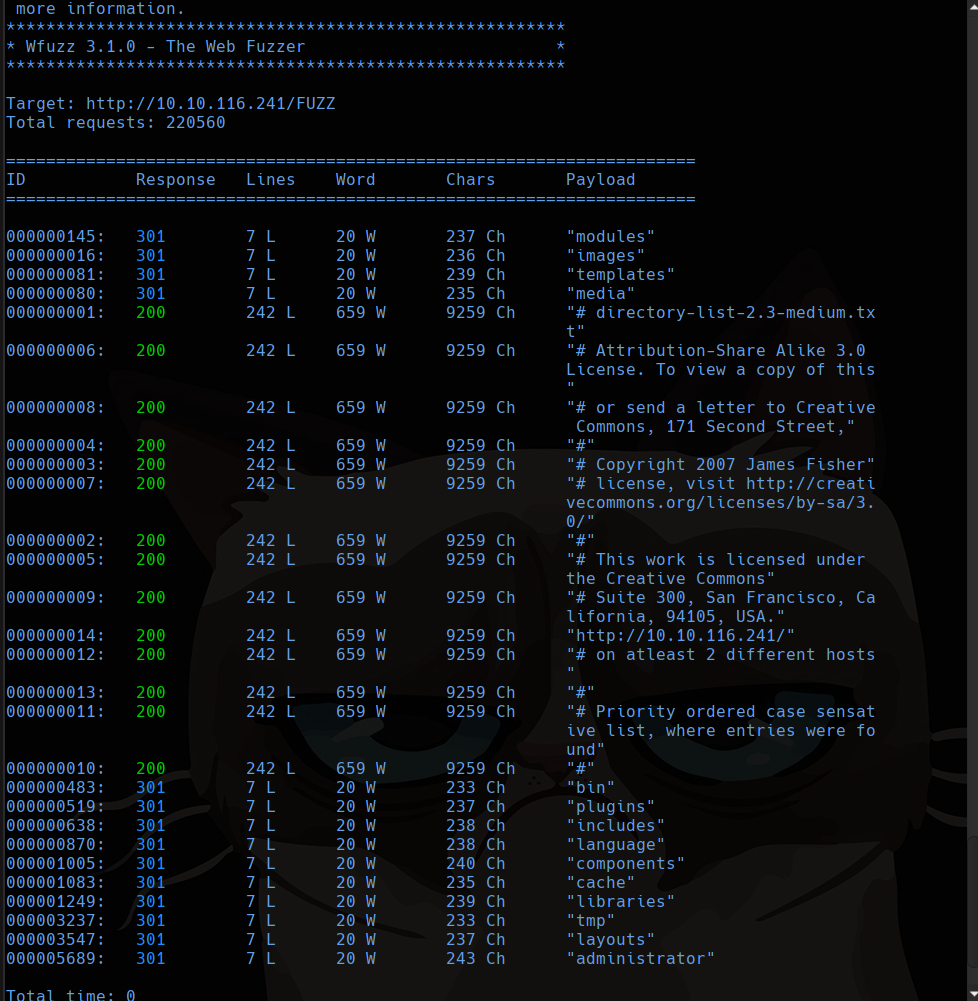 more information.
********************************************************
* Wfuzz 3.1.0 - The Web Fuzzer                         *
********************************************************
Target: http://10.10.116.241/FUZZ
Total requests: 220560
=====================================================================
ID           Response   Lines    Word       Chars       Payload
=====================================================================
000000145:   301        7 L      20 W       237 Ch      "modules"
000000016:   301        7 L      20 W       236 Ch      "images"
000000081:   301        7 L      20 W       239 Ch      "templates"
000000080:   301        7 L      20 W       235 Ch      "media"
000000001:   200        242 L    659 W      9259 Ch     "# directory-list-2.3-medium.tx
t"
000000006:   200        242 L    659 W      9259 Ch     "# Attribution-Share Alike 3.0
License. To view a copy of this
"
000000008:   200        242 L    659 W      9259 Ch     "# or send a letter to Creative
Commons, 171 Second Street,"
000000004:   200        242 L    659 W      9259 Ch     "#"
000000003:   200        242 L    659 W      9259 Ch     "# Copyright 2007 James Fisher"
000000007:   200        242 L    659 W      9259 Ch     "# license, visit http://creati
vecommons.org/licenses/by-sa/3.
0/"
000000002:   200        242 L    659 W      9259 Ch     "#"
000000005:   200        242 L    659 W      9259 Ch     "# This work is licensed under
the Creative Commons"
000000009:   200        242 L    659 W      9259 Ch     "# Suite 300, San Francisco, Ca
lifornia, 94105, USA."
000000014:   200        242 L    659 W      9259 Ch     "http://10.10.116.241/"
000000012:   200        242 L    659 W      9259 Ch     "# on atleast 2 different hosts
"
000000013:   200        242 L    659 W      9259 Ch     "#"
000000011:   200        242 L    659 W      9259 Ch     "# Priority ordered case sensat
ive list, where entries were fo
und"
000000010:   200        242 L    659 W      9259 Ch     "#"
000000483:   301        7 L      20 W       233 Ch      "bin"
000000519:   301        7 L      20 W       237 Ch      "plugins"
000000638:   301        7 L      20 W       238 Ch      "includes"
000000870:   301        7 L      20 W       238 Ch      "language"
000001005:   301        7 L      20 W       240 Ch      "components"
000001083:   301        7 L      20 W       235 Ch      "cache"
000001249:   301        7 L      20 W       239 Ch      "libraries"
000003237:   301        7 L      20 W       233 Ch      "tmp"
000003547:   301        7 L      20 W       237 Ch      "layouts"
000005689:   301        7 L      20 W       243 Ch      "administrator"
Total time: 0